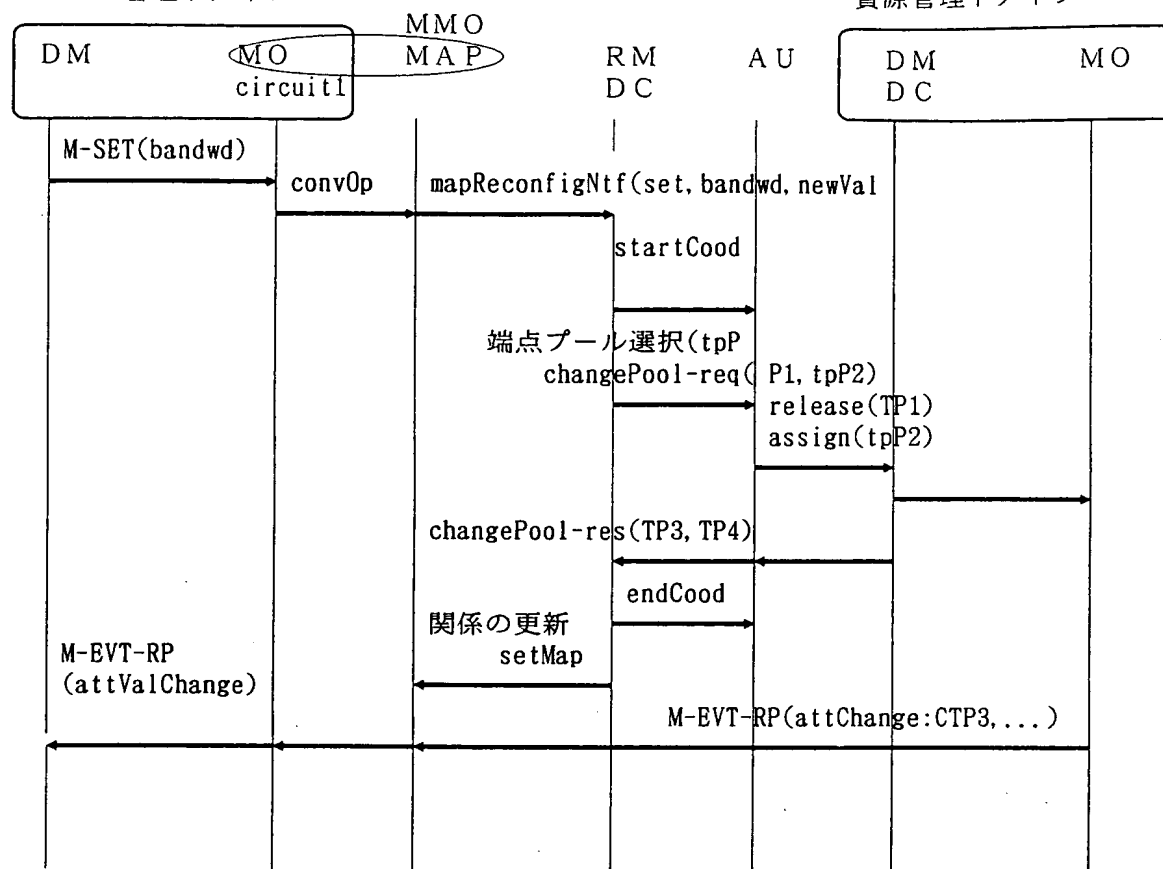 MMO
DM MO MAP RM AU DM MO
circuit1 DC DC
M-SET(bandwd)
convOp mapReconfigNtf(set,bandwd,newVal
startCood
端点プール選択(tpP
changePool-req( P1,tpP2)
release(TP1)
assign(tpP2)
changePool-res(TP3,TP4)
endCood
関係の更新
M-EVT-RP setMap
(attValChange)
M-EVT-RP(attChange:CTP3,...)